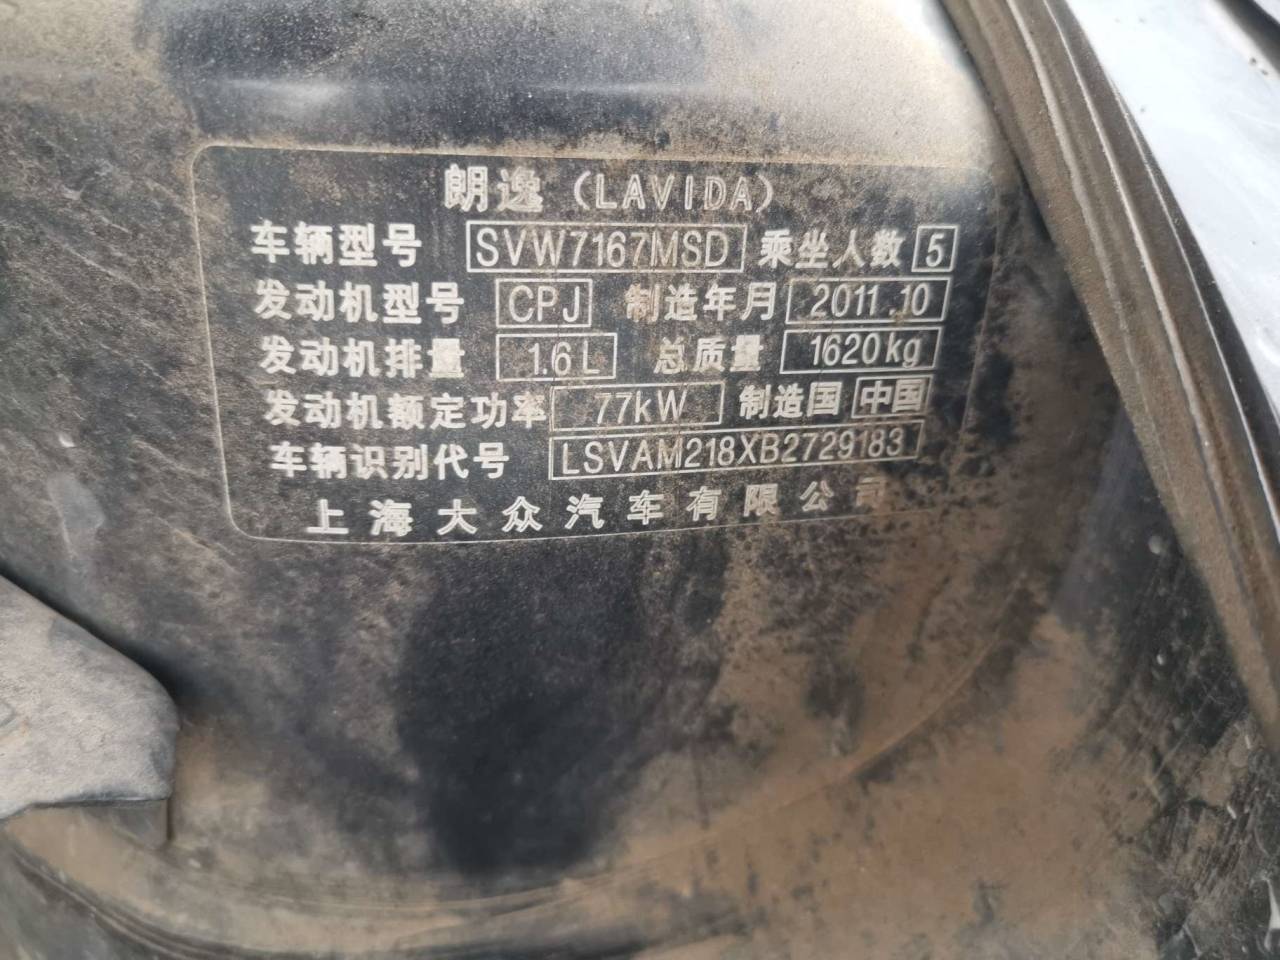 朗逸（LAVIDA）
车辆型号 SVW7167MSD 乘坐人数 5
发动机型号 CPJ 制造年月 2011.10
发动机排量 1.6L 总质量 1620kg
发动机额定功率 77kW 制造国 中国
车辆识别代号 LSVAM218XB2729183
上海大众汽车有限公司